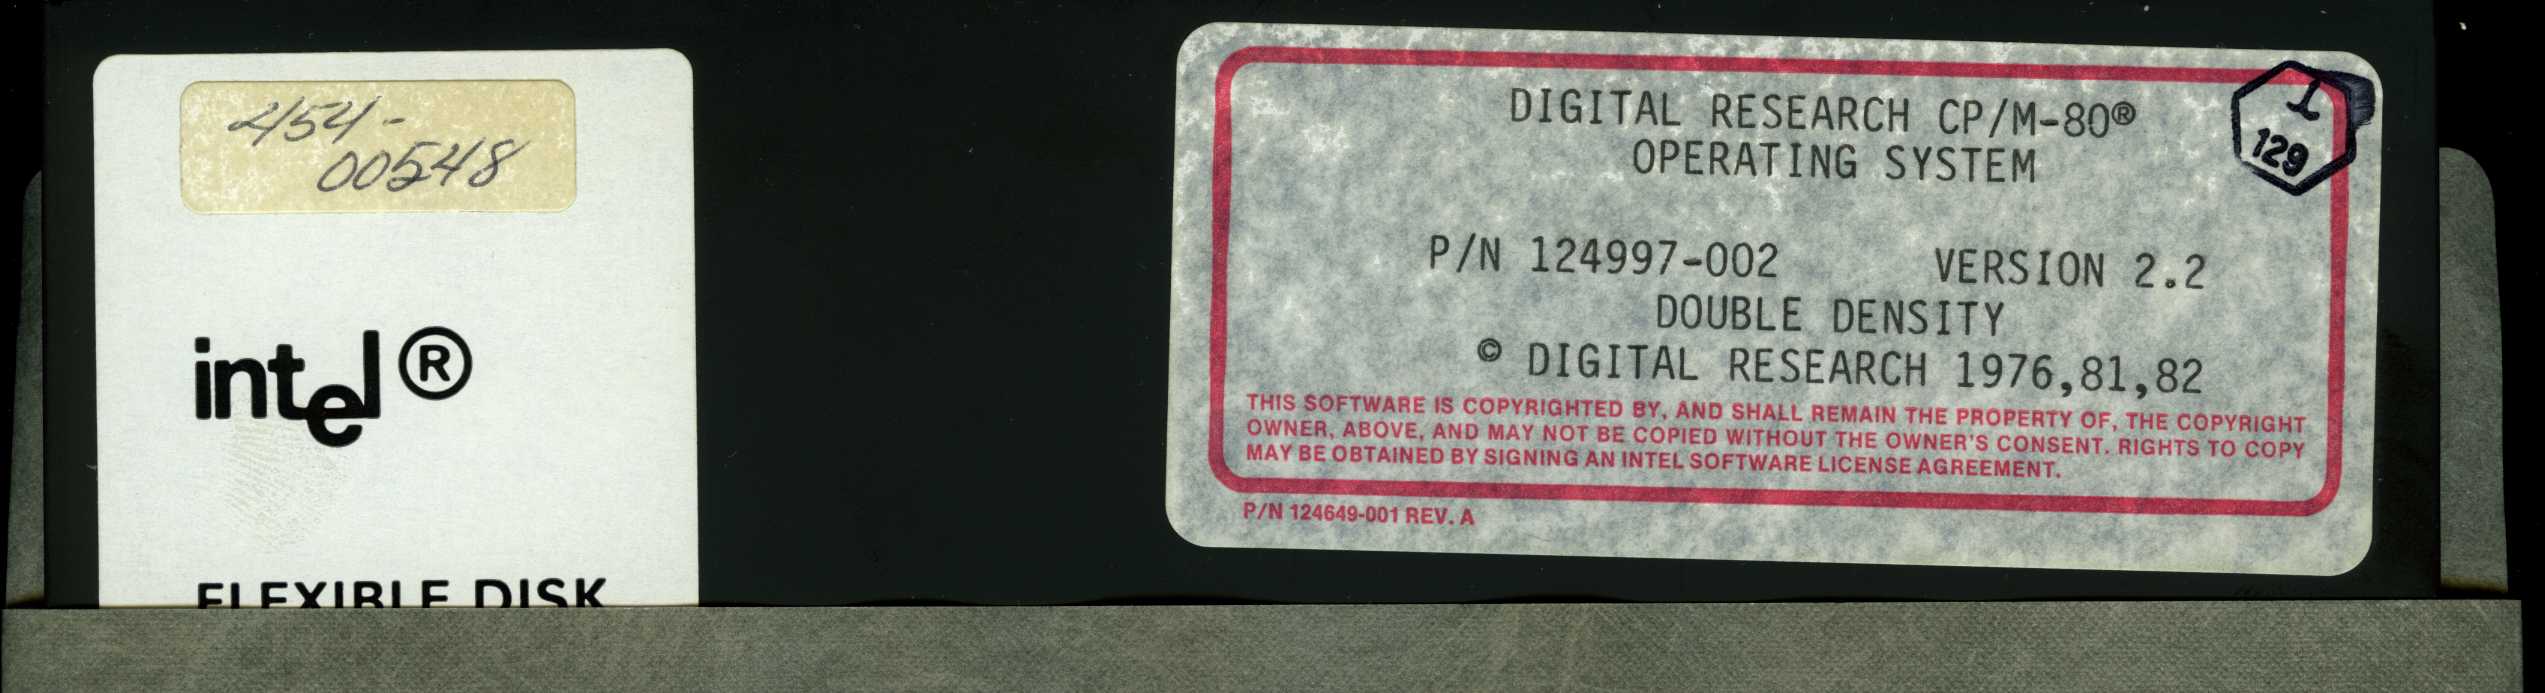 454-
00548
intel®
FLEXIBLE DISK
DIGITAL RESEARCH CP/M-80®
OPERATING SYSTEM
1
129
P/N 124997-002 VERSION 2.2
DOUBLE DENSITY
© DIGITAL RESEARCH 1976,81,82
THIS SOFTWARE IS COPYRIGHTED BY, AND SHALL REMAIN THE PROPERTY OF, THE COPYRIGHT
OWNER, ABOVE, AND MAY NOT BE COPIED WITHOUT THE OWNER'S CONSENT. RIGHTS TO COPY
MAY BE OBTAINED BY SIGNING AN INTEL SOFTWARE LICENSE AGREEMENT.
P/N 124649-001 REV. A